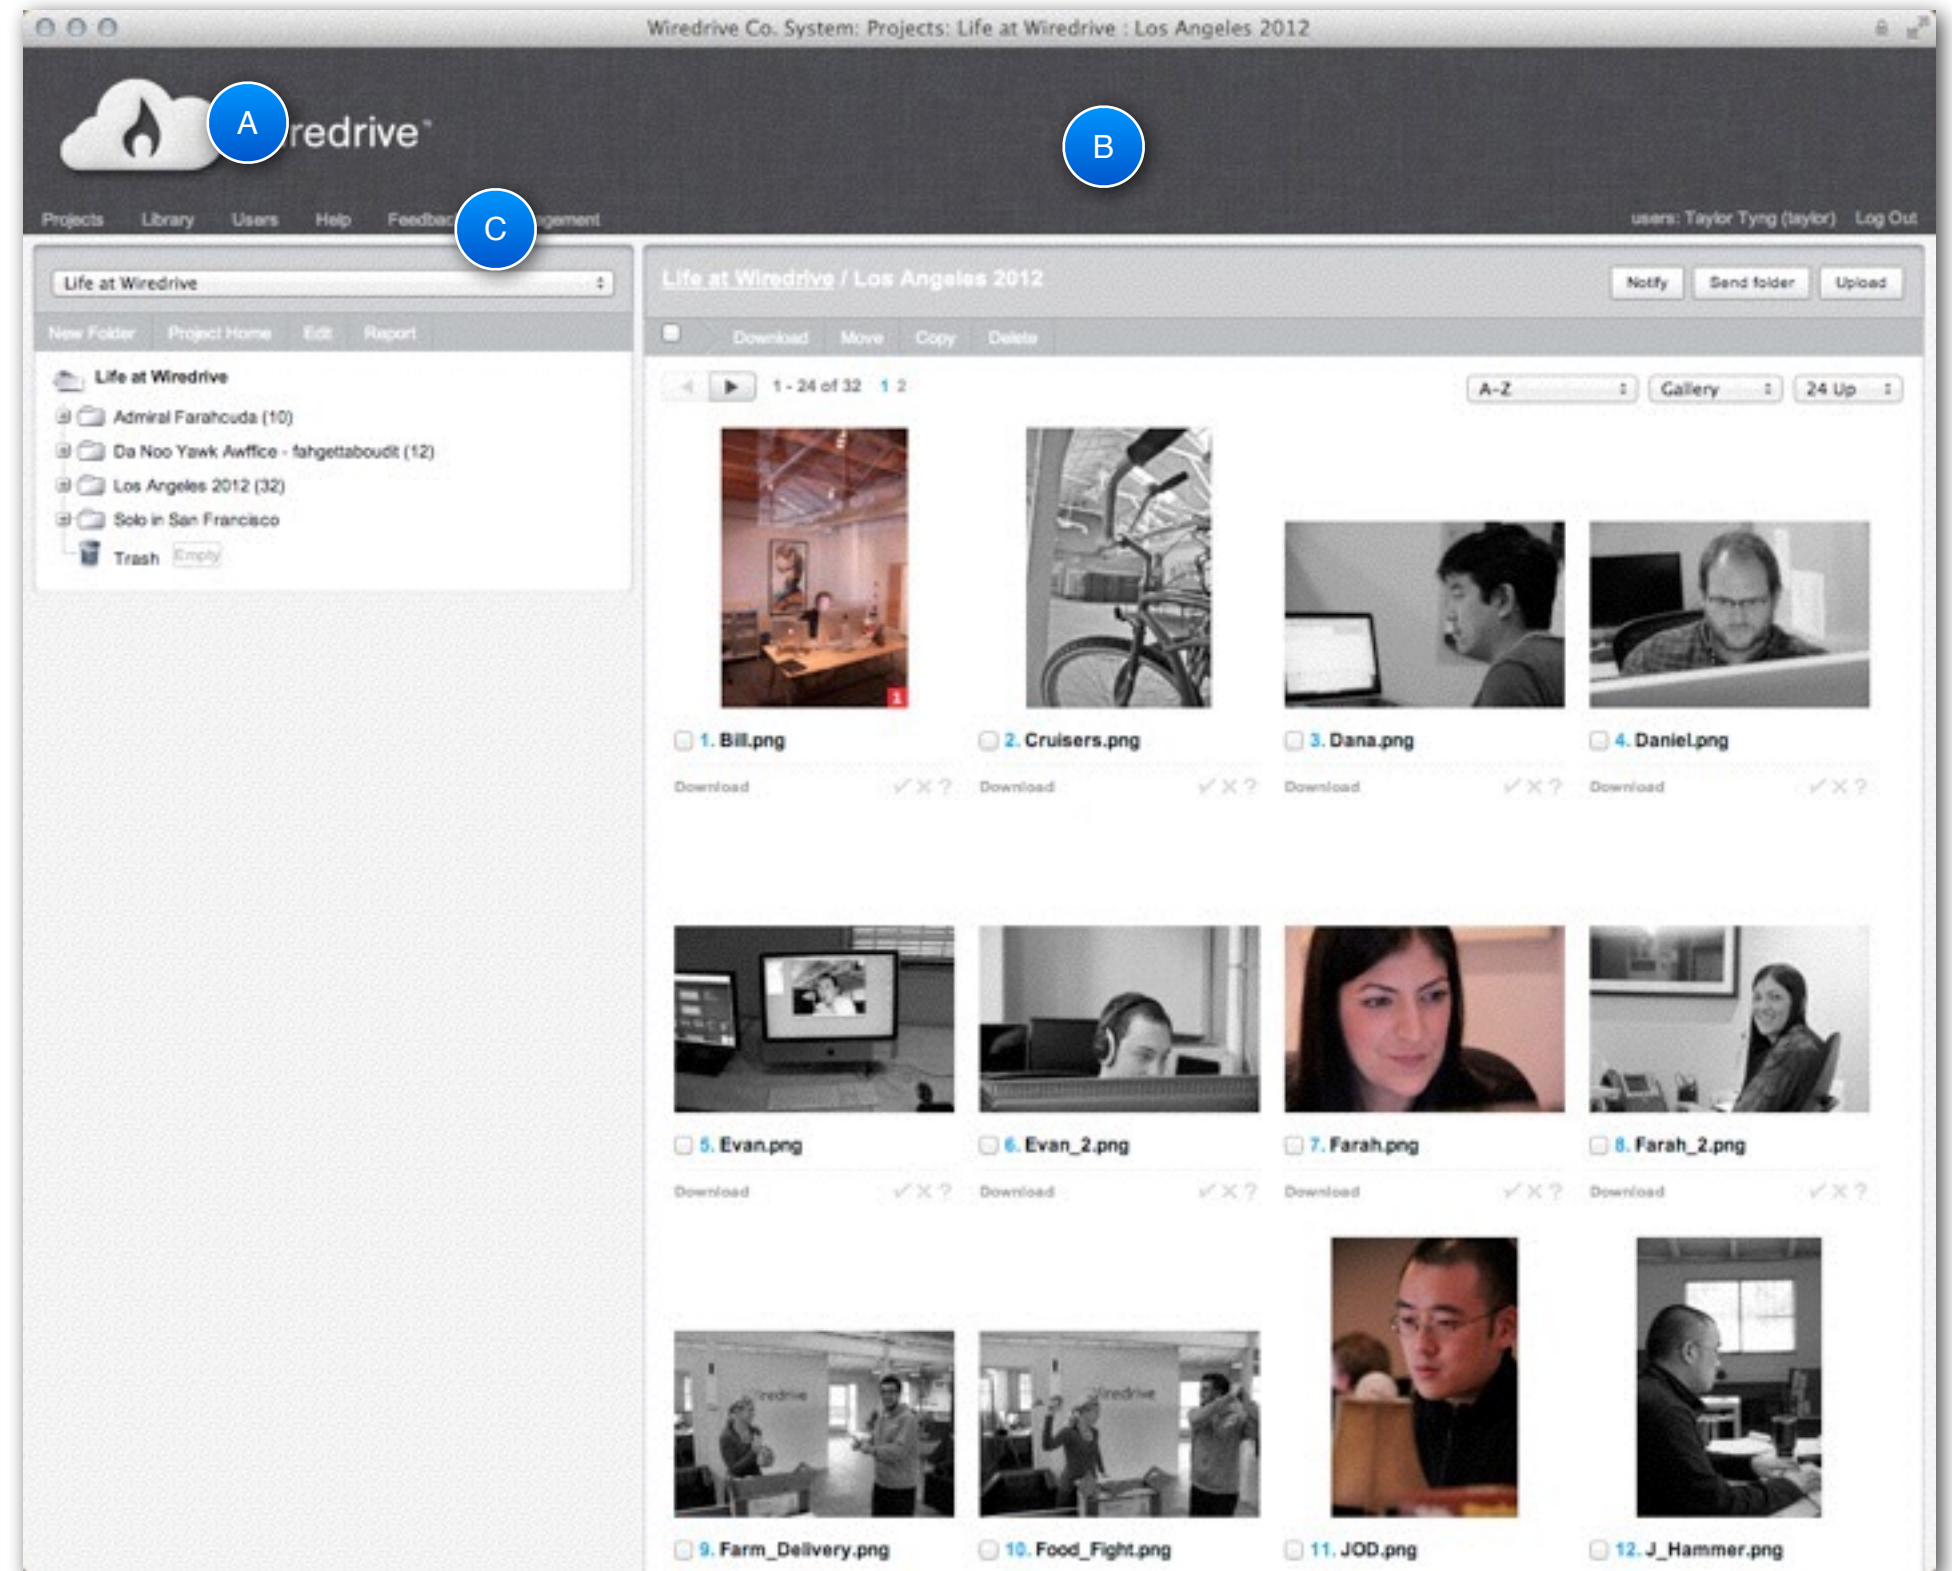 Wiredrive Co. System: Projects: Life at Wiredrive : Los Angeles 2012
A redrive™
B
Projects Library Users Help Feedbac C gement users: Taylor Tyng (taylor) Log Out
Life at Wiredrive
New Folder Project Home Edit Report
Life at Wiredrive
Admiral Farahcuda (10)
Da Noo Yawk Awffice - fahgettaboudit (12)
Los Angeles 2012 (32)
Solo in San Francisco
Trash Empty
Life at Wiredrive / Los Angeles 2012 Notify Send folder Upload
Download Move Copy Delete
1 - 24 of 32 1 2 A-Z Gallery 24 Up
1
1. Bill.png 2. Cruisers.png 3. Dana.png 4. Daniel.png
Download ? Download ? Download ? Download ?
5. Evan.png 6. Evan_2.png 7. Farah.png 8. Farah_2.png
Download ? Download ? Download ? Download ?
iredrive Wiredrive
9. Farm_Delivery.png 10. Food_Fight.png 11. JOD.png 12. J_Hammer.png